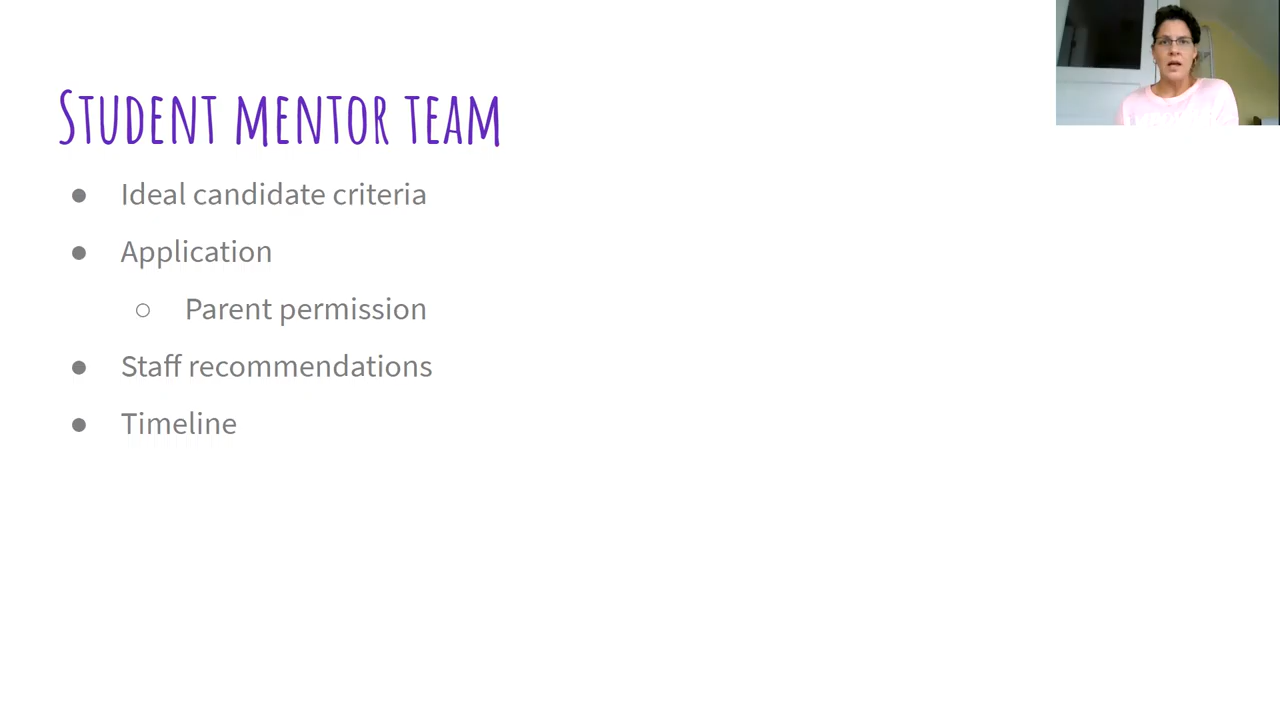 Student mentor team
● Ideal candidate criteria
● Application
○ Parent permission
● Staff recommendations
● Timeline